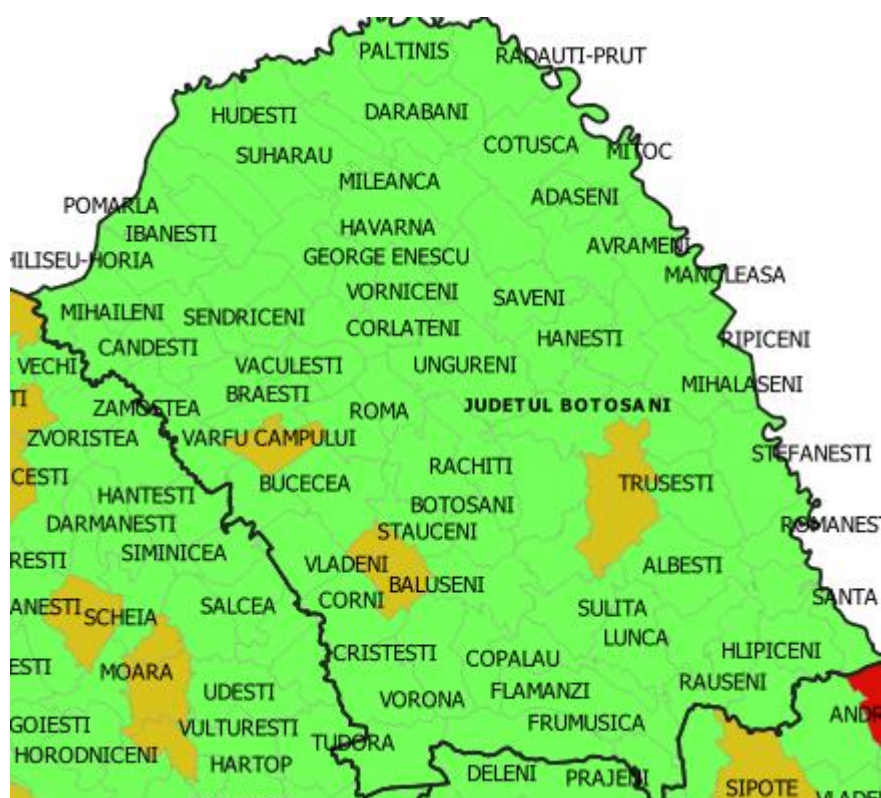 PALTINIS
RADAUTI-PRUT
HUDESTI
DARABANI
COTUSCA
MITOC
SUHARAU
MILEANCA
ADASENI
POMARLA
IBANESTI
HAVARNA
AVRAMENI
HILISEU-HORIA
GEORGE ENESCU
MANOLEASA
VORNICENI
SAVENI
MIHAILENI
SENDRICENI
CORLATENI
HANESTI
RIPICENI
CANDESTI
VECHI
VACULESTI
UNGURENI
MIHALASENI
TI
BRAESTI
ZAMOSTEA
ROMA
JUDETUL BOTOSANI
ZVORISTEA
VARFU CAMPULUI
STEFANESTI
CESTI
BUCECEA
RACHITI
TRUSESTI
HANTESTI
BOTOSANI
DARMANESTI
STAUCENI
ROMANEST
RESTI
SIMINICEA
VLADENI
ALBESTI
BALUSENI
ANESTI
SCHEIA
SALCEA
CORNI
SULITA
SANTA
LUNCA
ESTI
MOARA
CRISTESTI
COPALAU
HLIPICENI
UDESTI
VORONA
FLAMANZI
RAUSENI
GOIESTI
VULTURESTI
FRUMUSICA
ANDR
HORODNICENI
HARTOP
TUDORA
DELENI
PRAJENI
SIPOTE
VLADEN